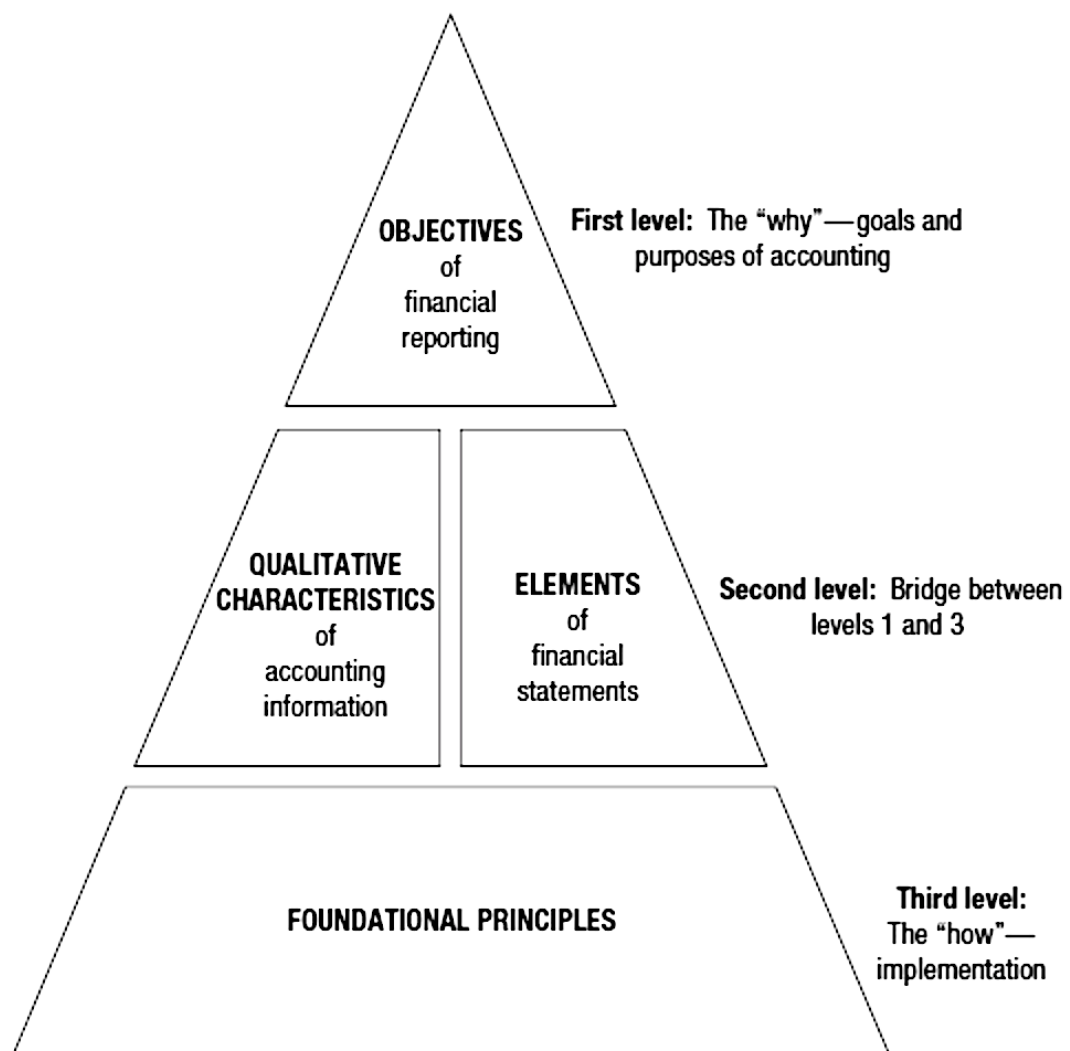 OBJECTIVES
of
financial
reporting
First level: The “why”—goals and
purposes of accounting
QUALITATIVE
CHARACTERISTICS
of
accounting
information
ELEMENTS
of
financial
statements
Second level: Bridge between
levels 1 and 3
FOUNDATIONAL PRINCIPLES
Third level:
The “how”—
implementation